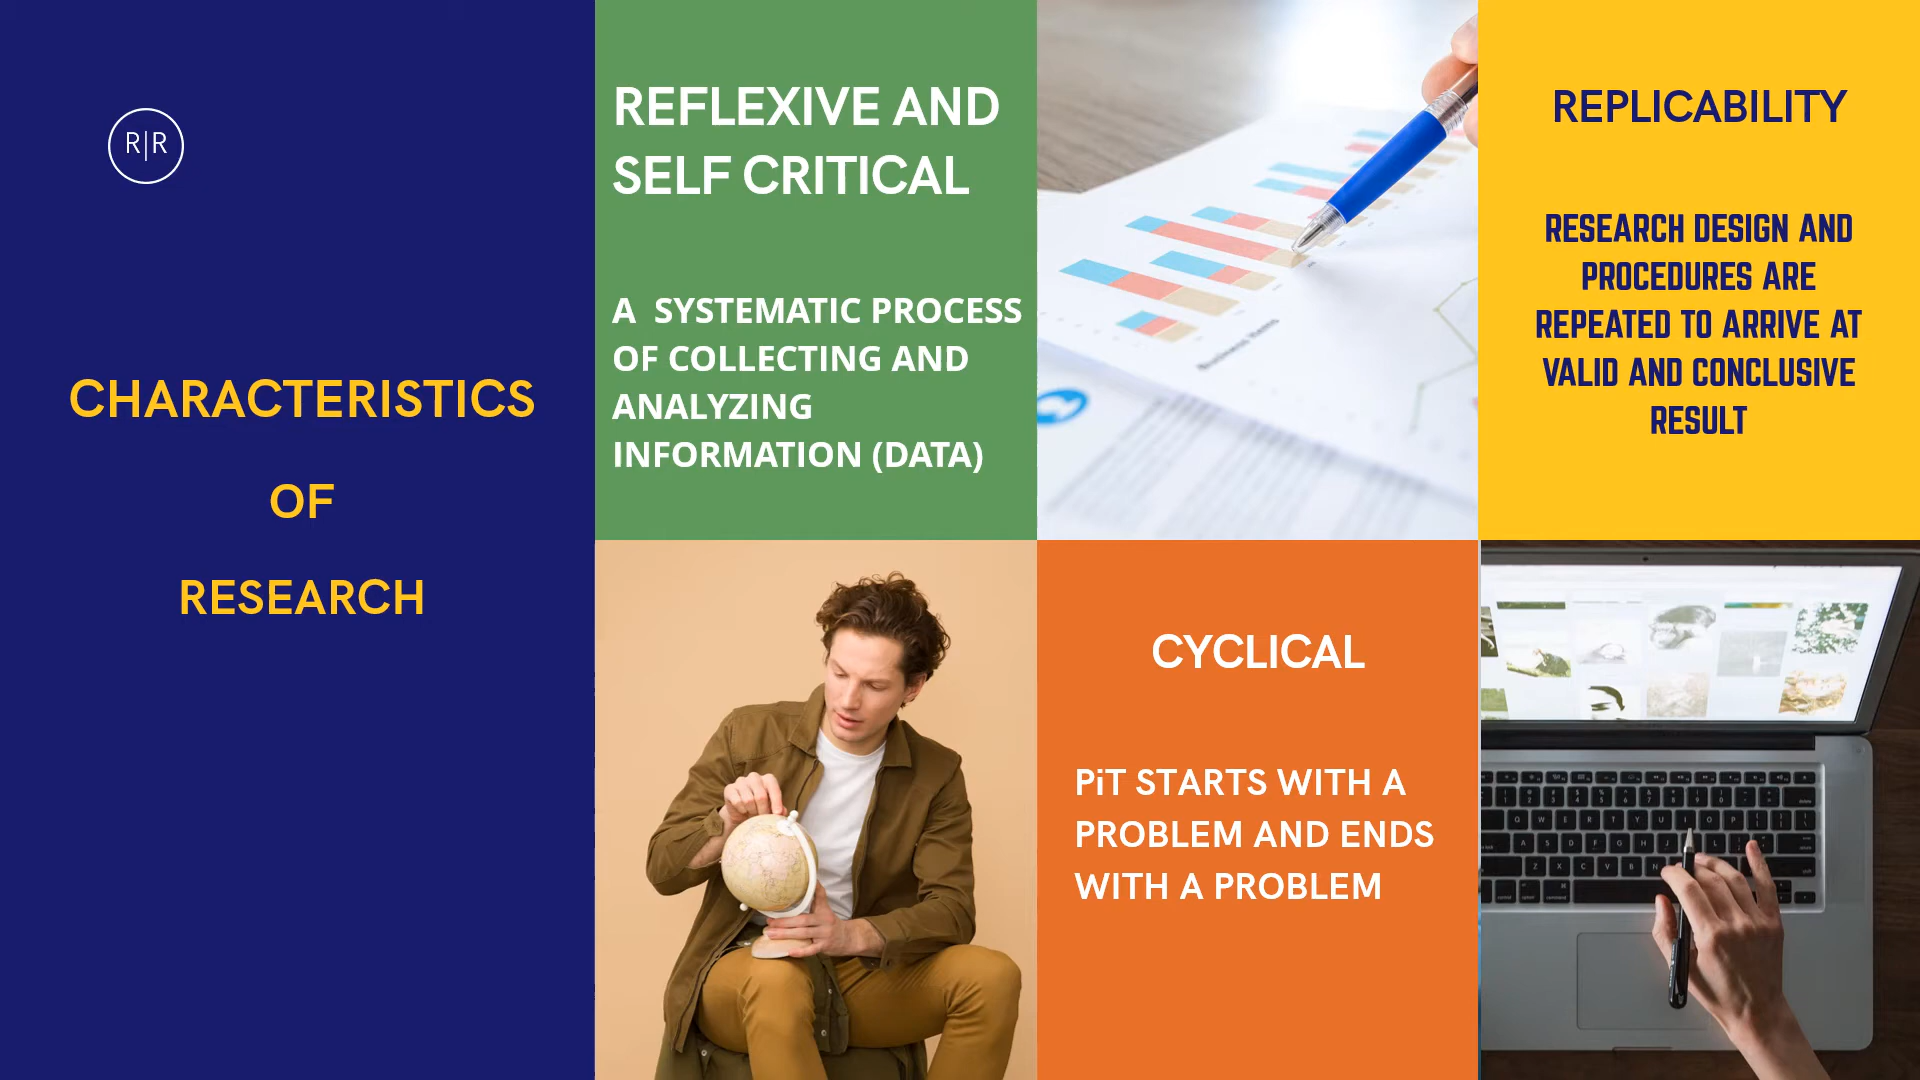 R|R
CHARACTERISTICS
OF
RESEARCH
REFLEXIVE AND
SELF CRITICAL
A SYSTEMATIC PROCESS
OF COLLECTING AND
ANALYZING
INFORMATION (DATA)
REPLICABILITY
RESEARCH DESIGN AND
PROCEDURES ARE
REPEATED TO ARRIVE AT
VALID AND CONCLUSIVE
RESULT
CYCLICAL
PiT STARTS WITH A
PROBLEM AND ENDS
WITH A PROBLEM